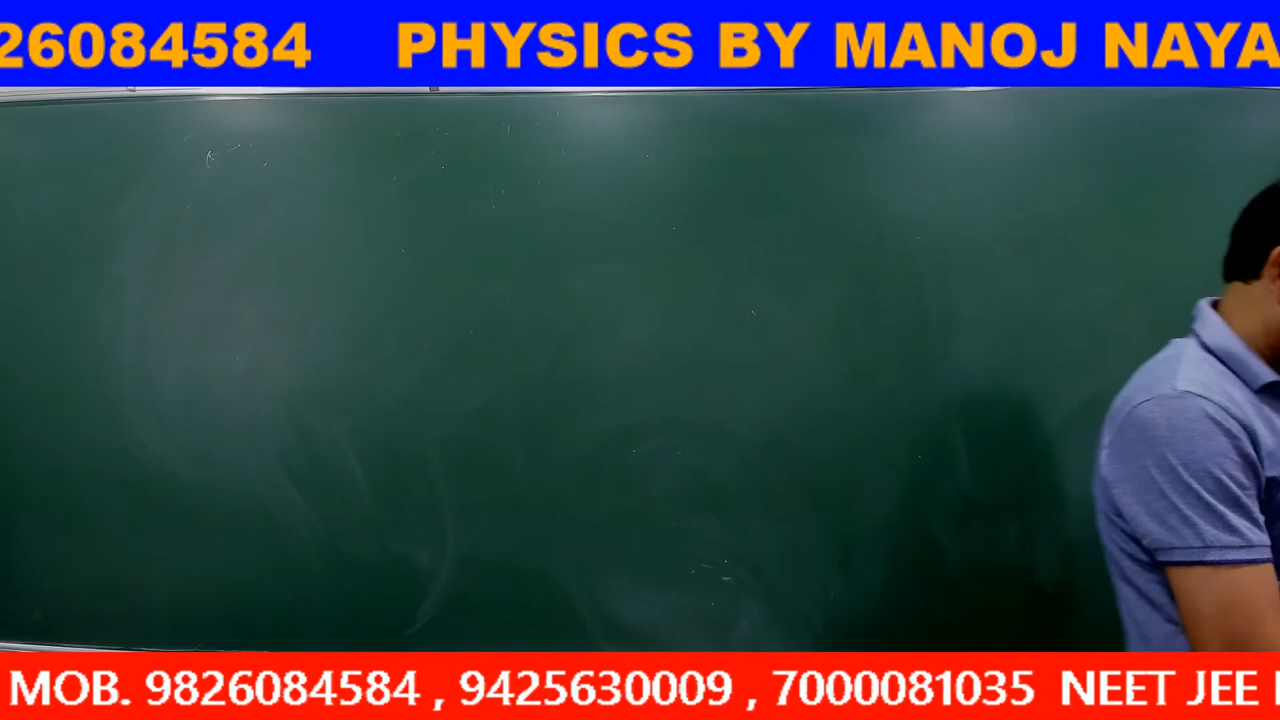 26084584 PHYSICS BY MANOJ NAYA
MOB. 9826084584 , 9425630009 , 7000081035 NEET JEE